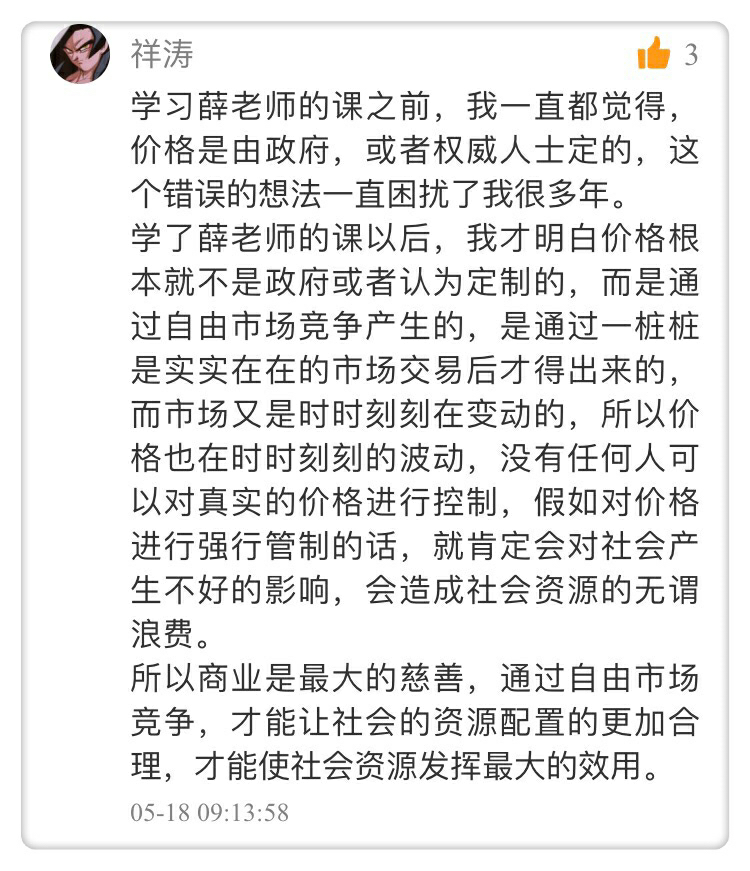 祥涛
3
学习薛老师的课之前，我一直都觉得，
价格是由政府，或者权威人士定的，这
个错误的想法一直困扰了我很多年。
学了薛老师的课以后，我才明白价格根
本就不是政府或者认为定制的，而是通
过自由市场竞争产生的，是通过一桩桩
是实实在在的市场交易后才得出来的，
而市场又是时时刻刻在变动的，所以价
格也在时时刻刻的波动，没有任何人可
以对真实的价格进行控制，假如对价格
进行强行管制的话，就肯定会对社会产
生不好的影响，会造成社会资源的无谓
浪费。
所以商业是最大的慈善，通过自由市场
竞争，才能让社会的资源配置的更加合
理，才能使社会资源发挥最大的效用。
05-18 09:13:58